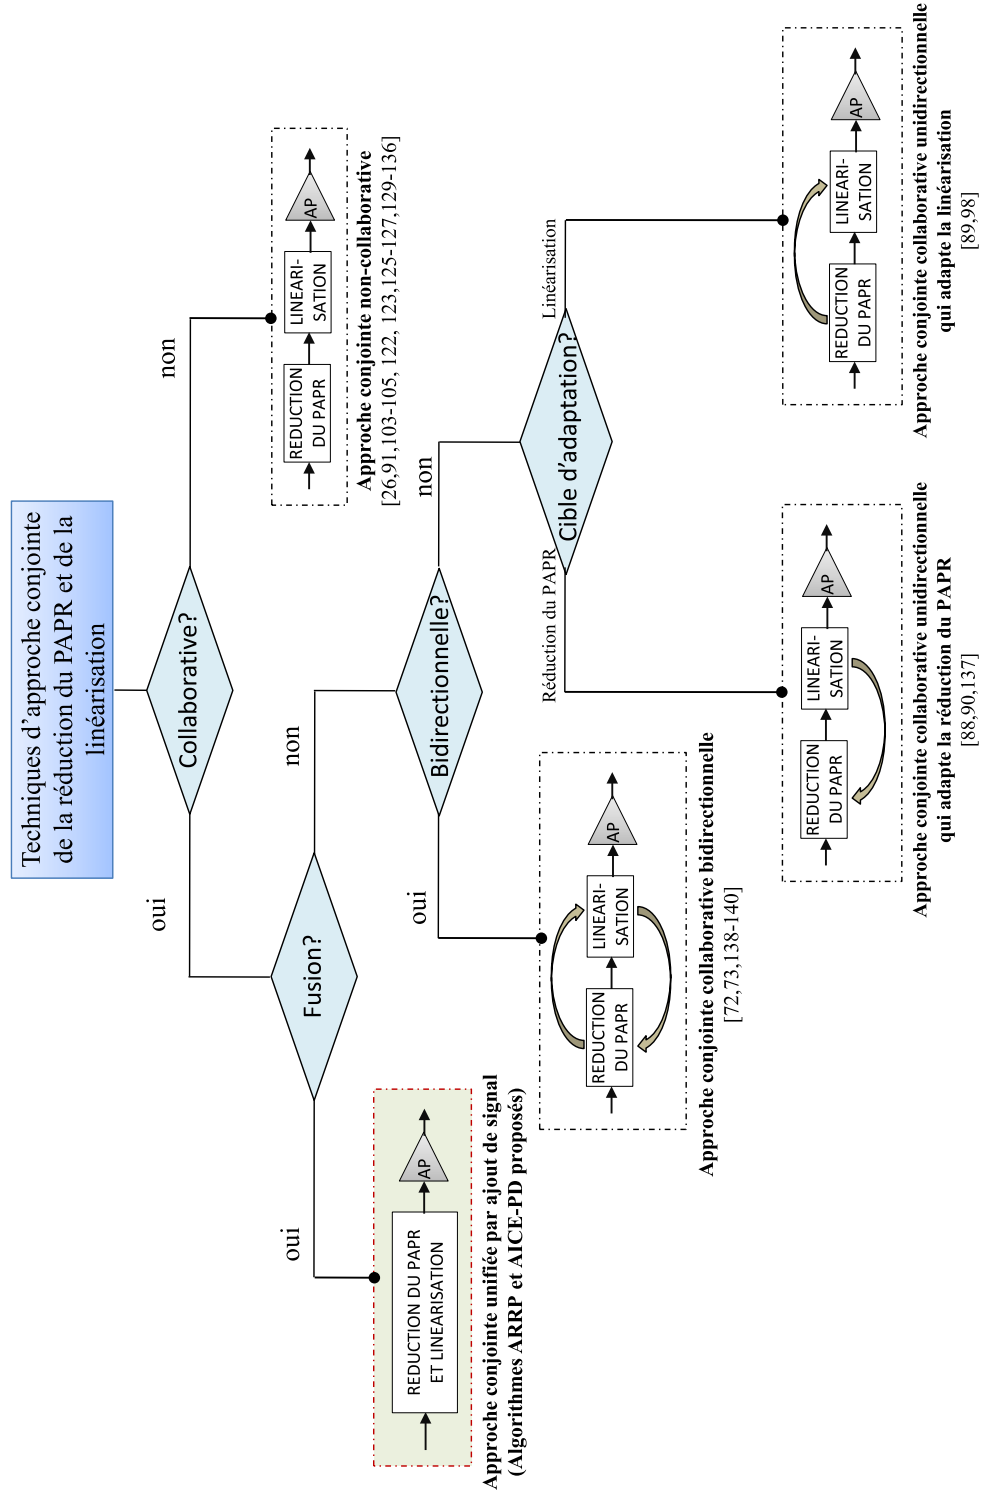 Techniques d'approche conjointe
de la réduction du PAPR et de la
linéarisation
Collaborative?
oui
non
Fusion?
REDUCTION
DU PAPR
LINEARI-
SATION
AP
Approche conjointe non-collaborative
[26,91,103-105, 122, 123,125-127,129-136]
oui
non
REDUCTION DU PAPR
ET LINEARISATION
AP
Approche conjointe unifiée par ajout de signal
(Algorithmes ARRP et AICE-PD proposés)
Bidirectionnelle?
oui
non
REDUCTION
DU PAPR
LINEARI-
SATION
AP
Approche conjointe collaborative bidirectionnelle
[72,73,138-140]
Cible d'adaptation?
Réduction du PAPR
Linéarisation
REDUCTION
DU PAPR
LINEARI-
SATION
AP
Approche conjointe collaborative unidirectionnelle
qui adapte la réduction du PAPR
[88,90,137]
REDUCTION
DU PAPR
LINEARI-
SATION
AP
Approche conjointe collaborative unidirectionnelle
qui adapte la linéarisation
[89,98]